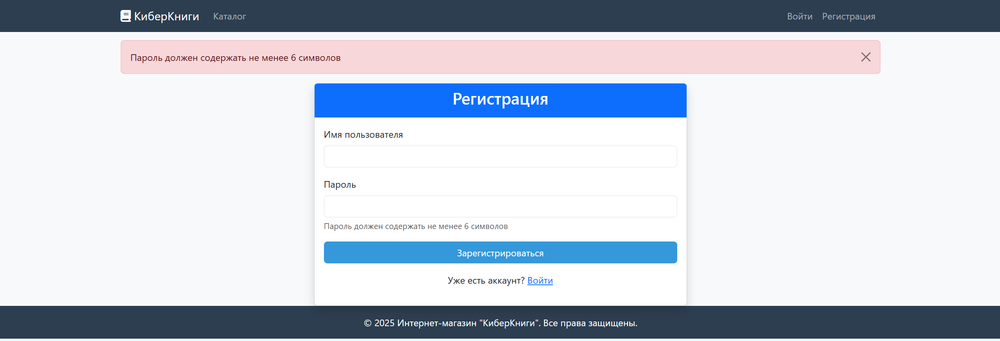 КиберКниги Каталог Войти Регистрация
Пароль должен содержать не менее 6 символов
Регистрация
Имя пользователя
Пароль
Пароль должен содержать не менее 6 символов
Зарегистрироваться
Уже есть аккаунт? Войти
© 2025 Интернет-магазин "КиберКниги". Все права защищены.